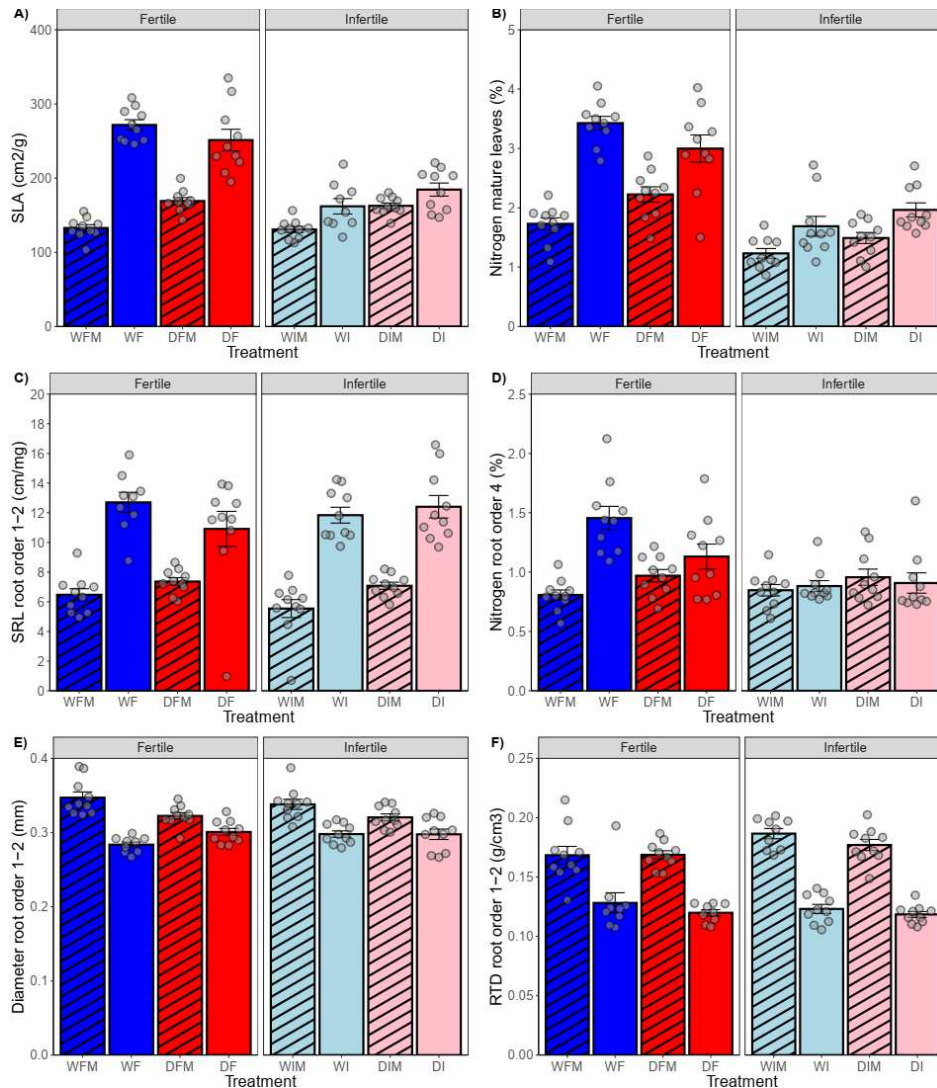 A)
Fertile
Infertile
SLA (cm2/g)
400
300
200
100
0
WFM WF DFM DF
WIM WI DIM DI
Treatment
B)
Fertile
Infertile
Nitrogen mature leaves (%)
5
4
3
2
1
0
WFM WF DFM DF
WIM WI DIM DI
Treatment
C)
Fertile
Infertile
SRL root order 1−2 (cm/mg)
20
18
16
14
12
10
8
6
4
2
0
WFM WF DFM DF
WIM WI DIM DI
Treatment
D)
Fertile
Infertile
Nitrogen root order 4 (%)
2.5
2.0
1.5
1.0
0.5
0.0
WFM WF DFM DF
WIM WI DIM DI
Treatment
E)
Fertile
Infertile
Diameter root order 1−2 (mm)
0.4
0.3
0.2
0.1
0.0
WFM WF DFM DF
WIM WI DIM DI
Treatment
F)
Fertile
Infertile
RTD root order 1−2 (g/cm3)
0.25
0.20
0.15
0.10
0.05
0.00
WFM WF DFM DF
WIM WI DIM DI
Treatment